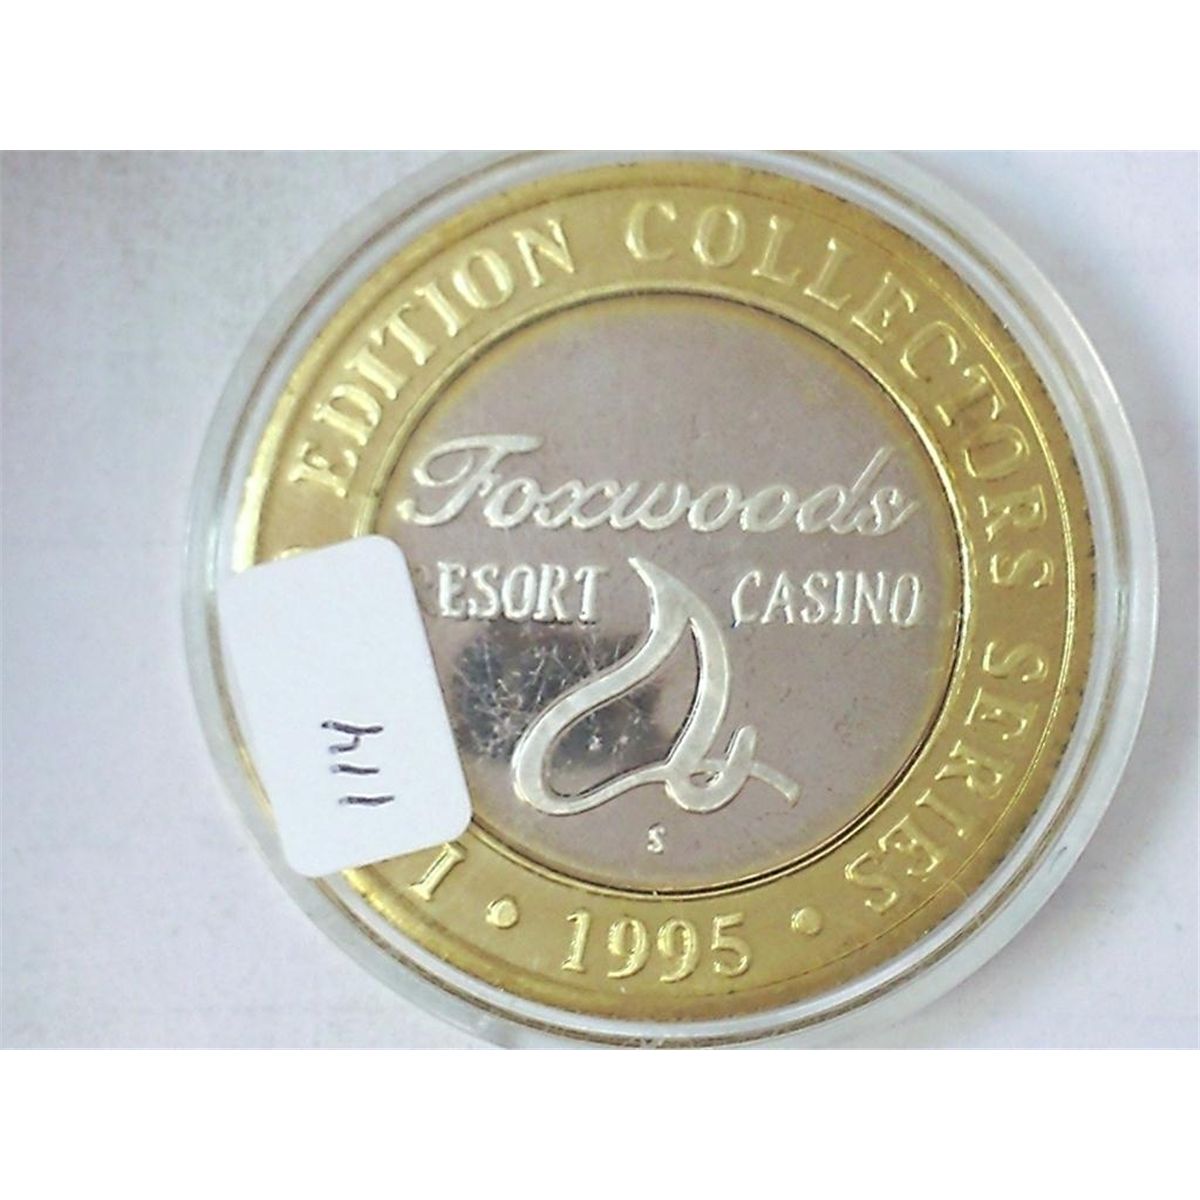 EDITION COLLECTORS SERIES
Foxwoods
ESORT CASINO
S
1995
114